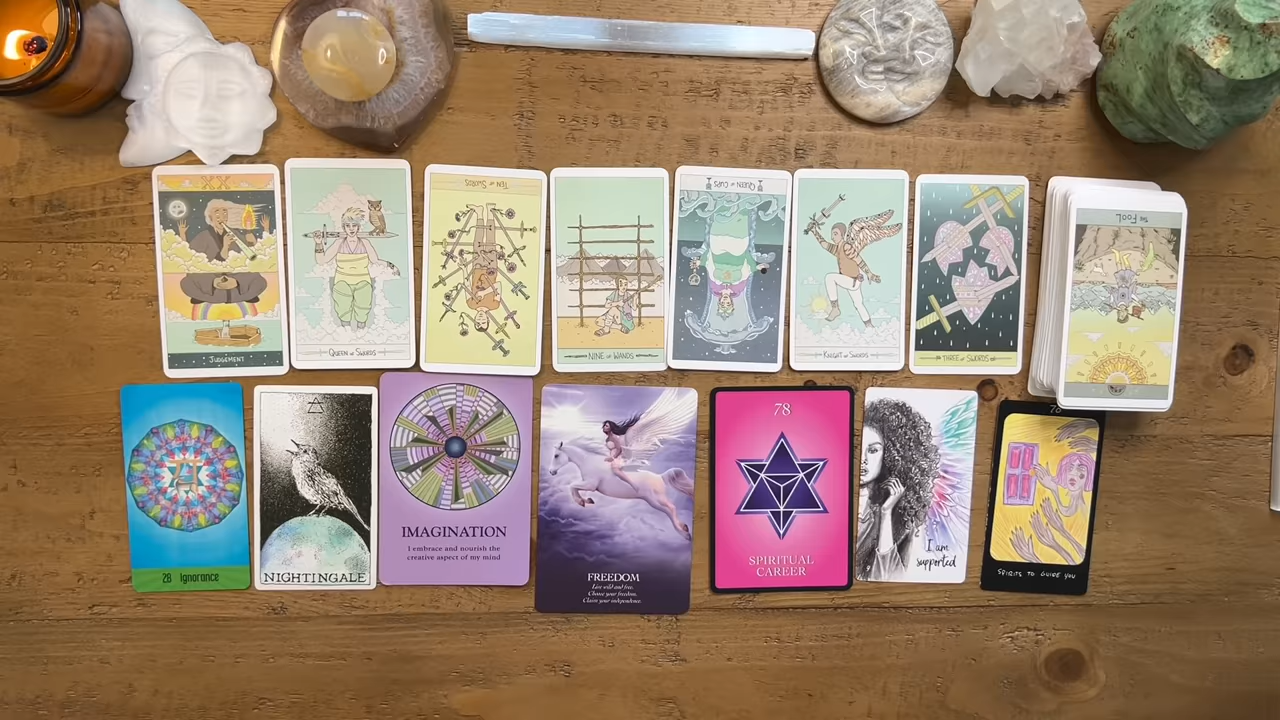 XX
JUDGEMENT
QUEEN OF SWORDS
TEN OF SWORDS
NINE OF WANDS
QUEEN OF CUPS
KNIGHT OF SWORDS
THREE OF SWORDS
THE FOOL
28 Ignorance
NIGHTINGALE
IMAGINATION
I embrace and nourish the
creative aspect of my mind
FREEDOM
Live wild and free.
Choose your freedom.
Claim your independence.
78
SPIRITUAL
CAREER
I am
supported
SPIRITS TO GUIDE YOU